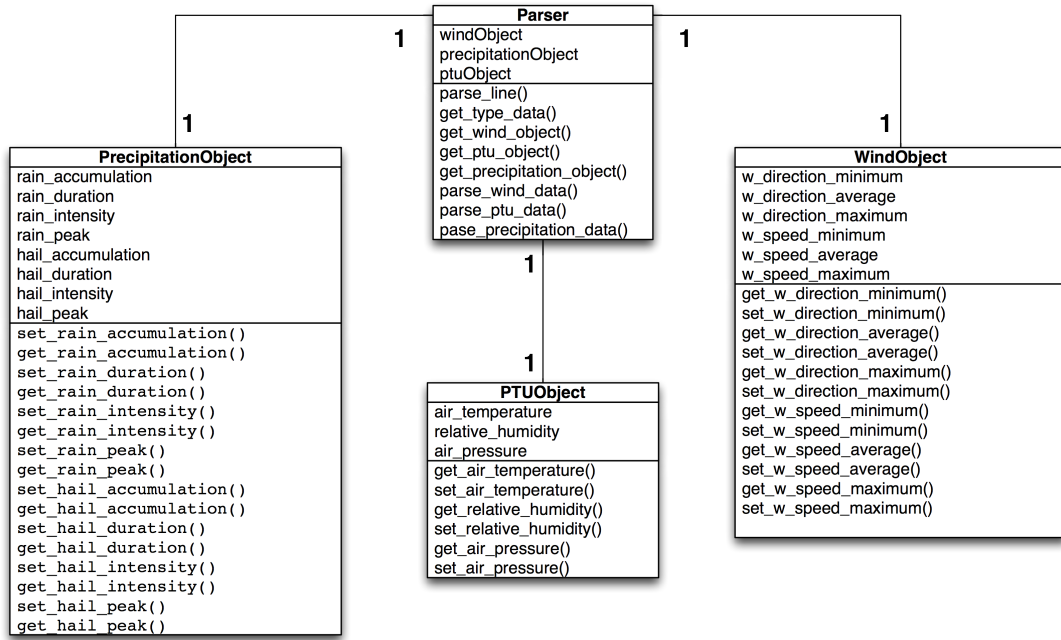 Parser
windObject
precipitationObject
ptuObject
parse_line()
get_type_data()
get_wind_object()
get_ptu_object()
get_precipitation_object()
parse_wind_data()
parse_ptu_data()
pase_precipitation_data()
1
1
1
1
PrecipitationObject
rain_accumulation
rain_duration
rain_intensity
rain_peak
hail_accumulation
hail_duration
hail_intensity
hail_peak
set_rain_accumulation()
get_rain_accumulation()
set_rain_duration()
get_rain_duration()
set_rain_intensity()
get_rain_intensity()
set_rain_peak()
get_rain_peak()
set_hail_accumulation()
get_hail_accumulation()
set_hail_duration()
get_hail_duration()
set_hail_intensity()
get_hail_intensity()
set_hail_peak()
get_hail_peak()
1
1
PTUObject
air_temperature
relative_humidity
air_pressure
get_air_temperature()
set_air_temperature()
get_relative_humidity()
set_relative_humidity()
get_air_pressure()
set_air_pressure()
WindObject
w_direction_minimum
w_direction_average
w_direction_maximum
w_speed_minimum
w_speed_average
w_speed_maximum
get_w_direction_minimum()
set_w_direction_minimum()
get_w_direction_average()
set_w_direction_average()
get_w_direction_maximum()
set_w_direction_maximum()
get_w_speed_minimum()
set_w_speed_minimum()
get_w_speed_average()
set_w_speed_average()
get_w_speed_maximum()
set_w_speed_maximum()